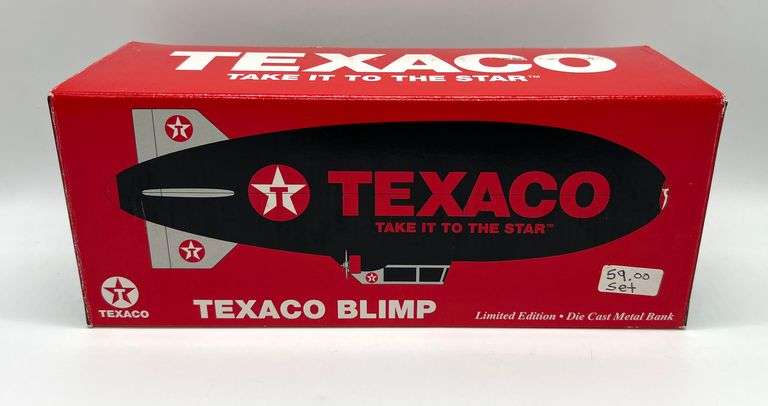 TEXACO
TAKE IT TO THE STAR™
T
T TEXACO
TAKE IT TO THE STAR™
T
T
59.00
Set
T
TEXACO
TEXACO BLIMP
Limited Edition • Die Cast Metal Bank